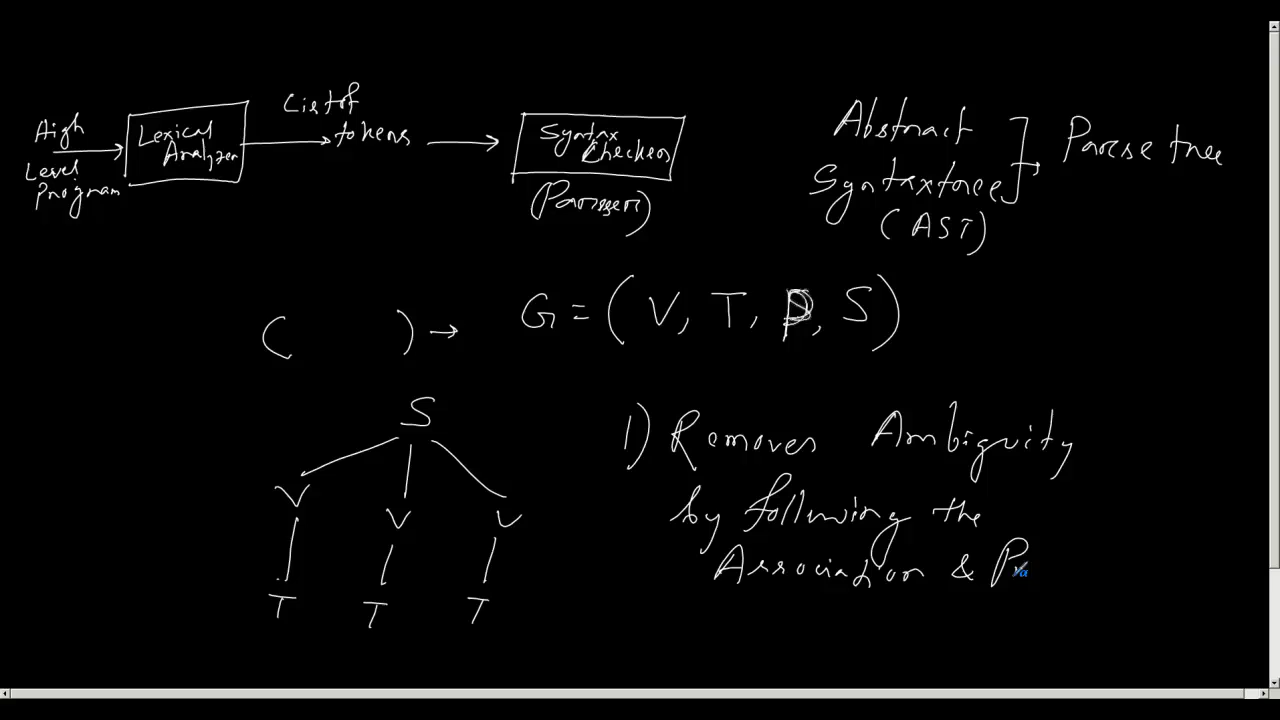 High
Level
Program
Lexical
Analyzer
List of
tokens
Syntax
Checker
(Parser)
Abstract
Syntax tree
(AST)
Parse tree
( ) →
G = (V, T, P, S)
S
V V V
T T T
1) Removes Ambiguity
by following the
Association & Pr